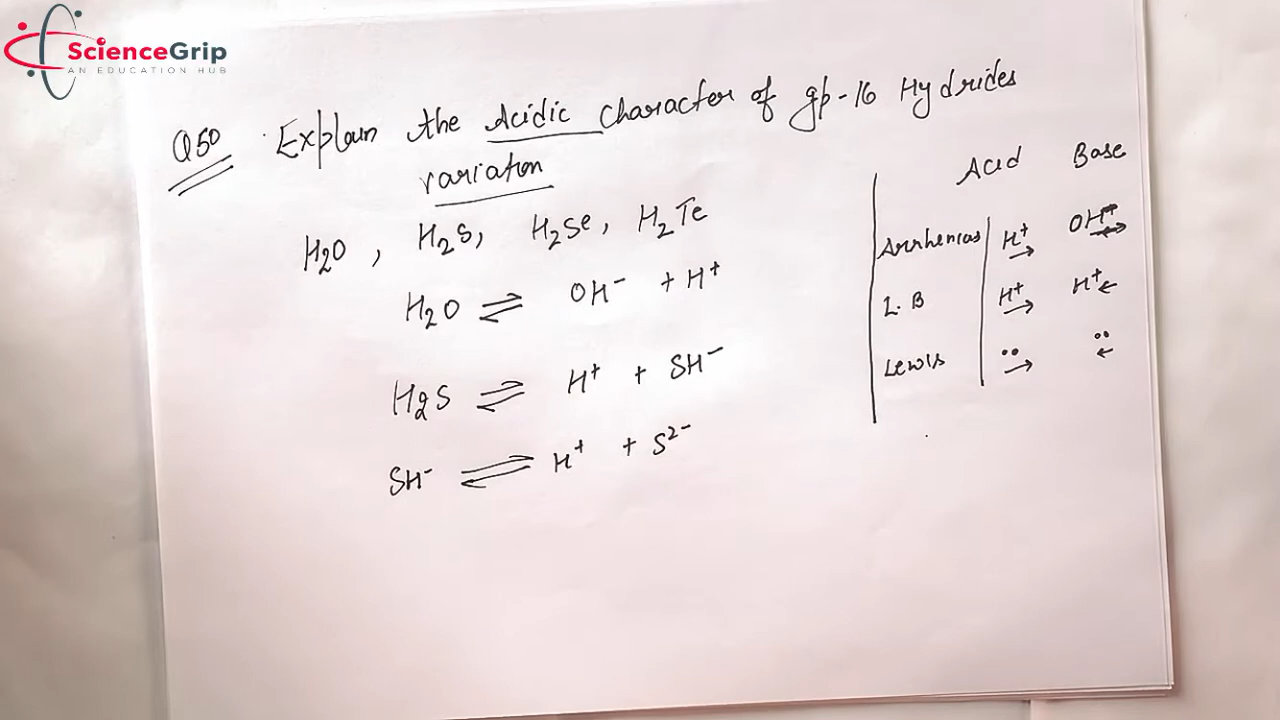 ScienceGrip
AN EDUCATION HUB
Q50 Explain the Acidic Character of gp-16 Hydrides
variation
H₂O, H₂S, H₂Se, H₂Te
H₂O ⇌ OH⁻ + H⁺
H₂S ⇌ H⁺ + SH⁻
SH⁻ ⇌ H⁺ + S²⁻
Acid Base
Arrhenias H⁺ → OH
L.B H⁺ → H⁺ ←
Lewis •• → •• ←